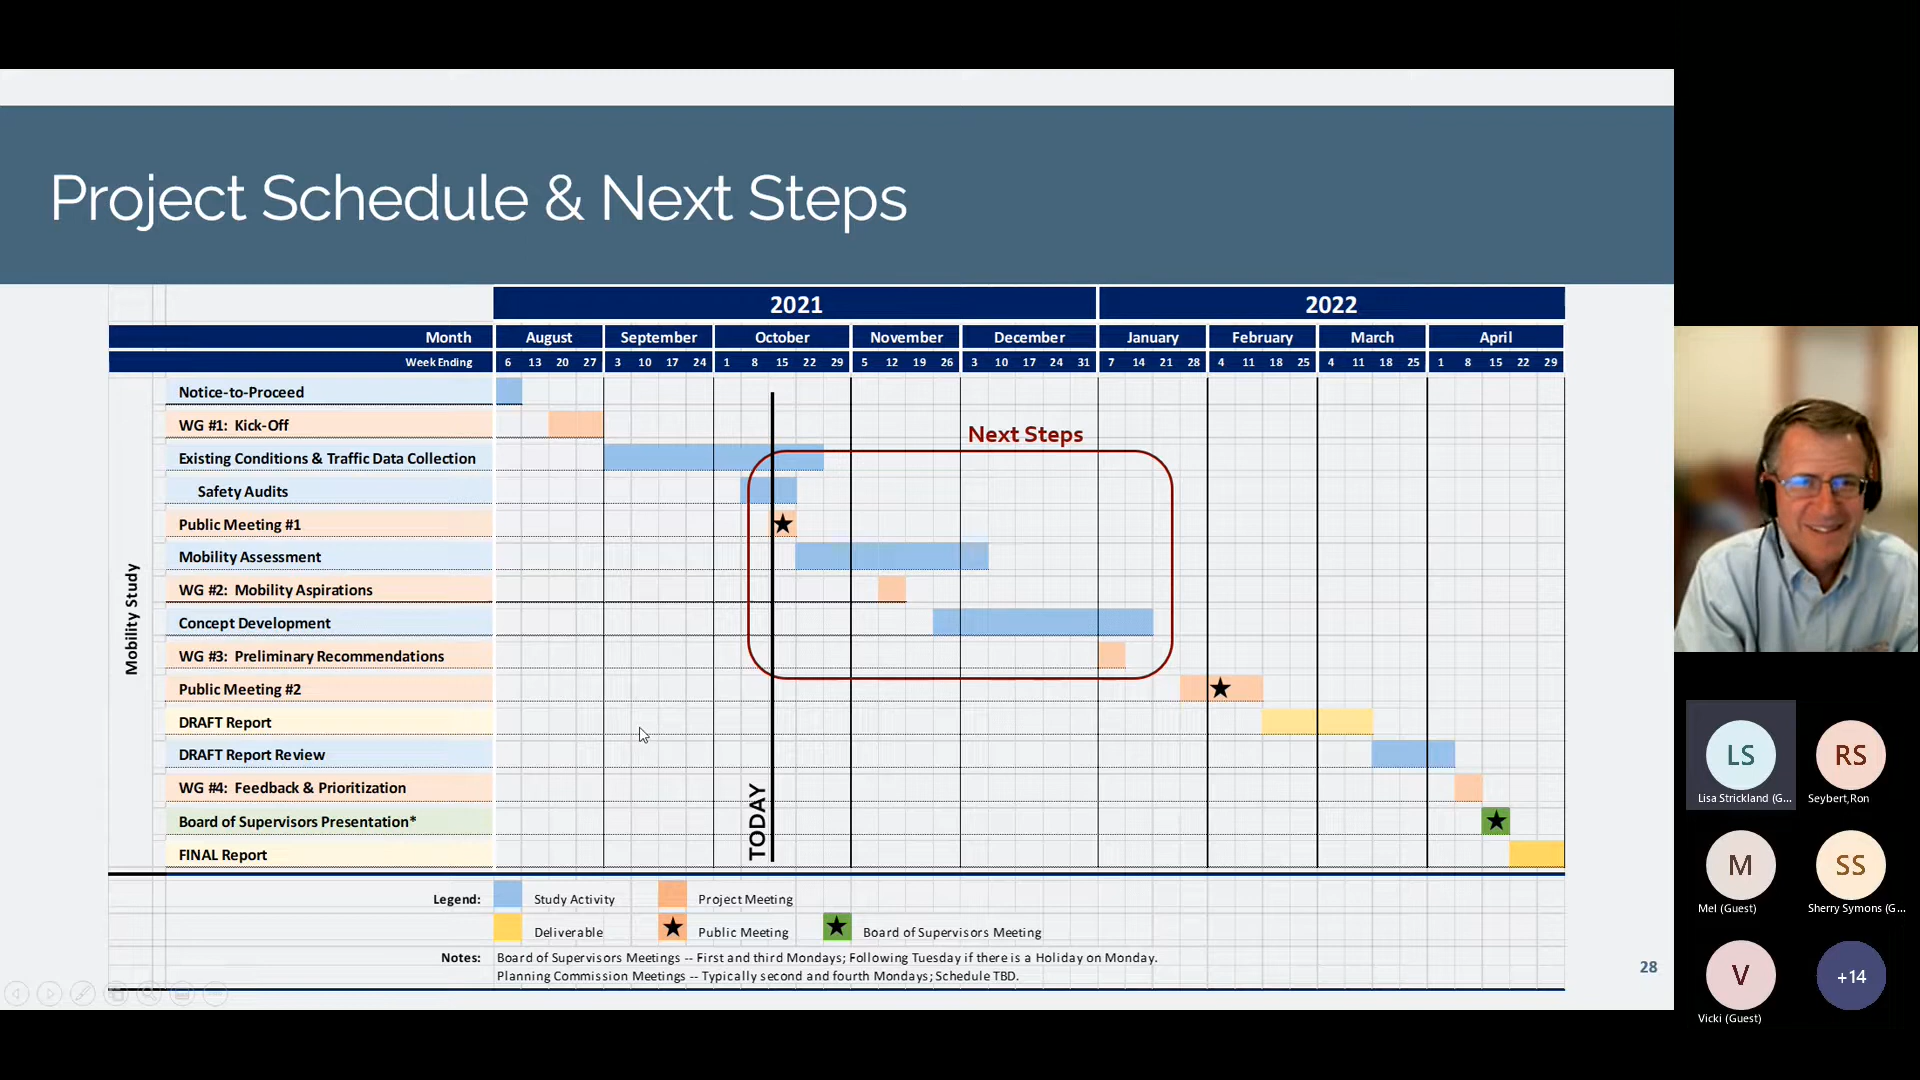 Project Schedule & Next Steps
2021 2022
Month August September October November December January February March April
Week Ending 6 13 20 27 3 10 17 24 1 8 15 22 29 5 12 19 26 3 10 17 24 31 7 14 21 28 4 11 18 25 4 11 18 25 1 8 15 22 29
Mobility Study
Notice-to-Proceed
WG #1: Kick-Off
Next Steps
Existing Conditions & Traffic Data Collection
Safety Audits
Public Meeting #1
Mobility Assessment
WG #2: Mobility Aspirations
Concept Development
WG #3: Preliminary Recommendations
Public Meeting #2
DRAFT Report
DRAFT Report Review
WG #4: Feedback & Prioritization
Board of Supervisors Presentation*
FINAL Report
TODAY
Legend: Study Activity Project Meeting
Deliverable Public Meeting Board of Supervisors Meeting
Notes: Board of Supervisors Meetings -- First and third Mondays; Following Tuesday if there is a Holiday on Monday.
Planning Commission Meetings -- Typically second and fourth Mondays; Schedule TBD.
28
LS RS
Lisa Strickland (G... Seybert,Ron
M SS
Mel (Guest) Sherry Symons (G...
V +14
Vicki (Guest)